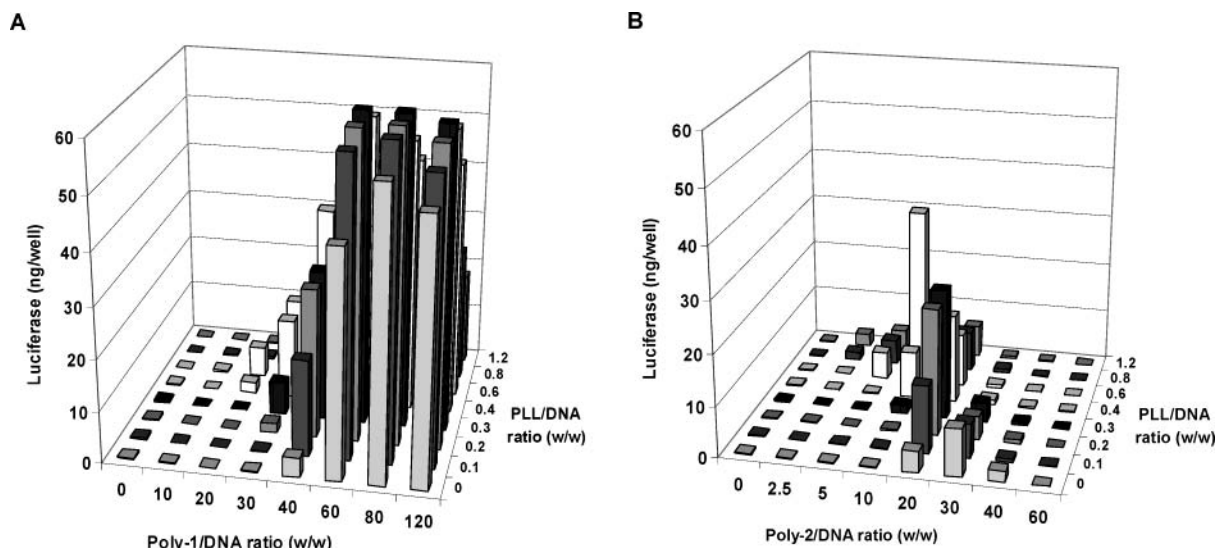 A
60
50
40
30
20
10
0
Luciferase (ng/well)
0 10 20 30 40 60 80 120
Poly-1/DNA ratio (w/w)
1.2
0.8
0.6
0.4
0.3
0.2
0.1
0
PLL/DNA
ratio (w/w)
B
60
50
40
30
20
10
0
Luciferase (ng/well)
0 2.5 5 10 20 30 40 60
Poly-2/DNA ratio (w/w)
1.2
0.8
0.6
0.4
0.3
0.2
0.1
0
PLL/DNA
ratio (w/w)